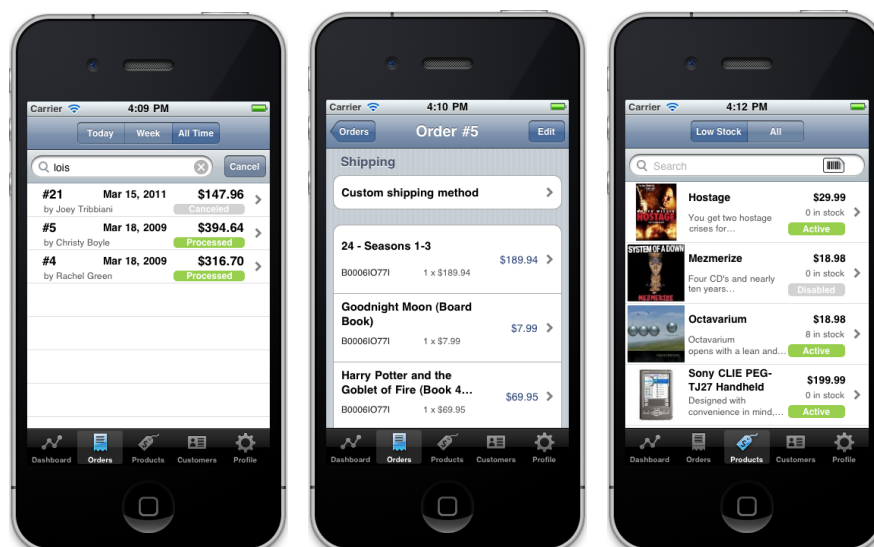 Carrier 4:09 PM
Today Week All Time
lois Cancel
#21 Mar 15, 2011 $147.96
by Joey Tribbiani Canceled
#5 Mar 18, 2009 $394.64
by Christy Boyle Processed
#4 Mar 18, 2009 $316.70
by Rachel Green Processed
Dashboard Orders Products Customers Profile
Carrier 4:10 PM
Orders Order #5 Edit
Shipping
Custom shipping method
24 - Seasons 1-3
$189.94
B0006IO77I 1 x $189.94
Goodnight Moon (Board
Book)
$7.99
B0006IO77I 1 x $7.99
Harry Potter and the
Goblet of Fire (Book 4...
$69.95
B0006IO77I 1 x $69.95
Dashboard Orders Products Customers Profile
Carrier 4:12 PM
Low Stock All
Search
HOSTAGE
Hostage $29.99
You get two hostage 0 in stock
crises for... Active
SYSTEM OF A DOWN
MEZMERIZE
Mezmerize $18.98
Four CD's and nearly 0 in stock
ten years... Disabled
Octavarium $18.98
Octavarium 8 in stock
opens with a lean and... Active
Sony CLIE PEG-
TJ27 Handheld $199.99
Designed with 0 in stock
convenience in mind,... Active
Dashboard Orders Products Customers Profile